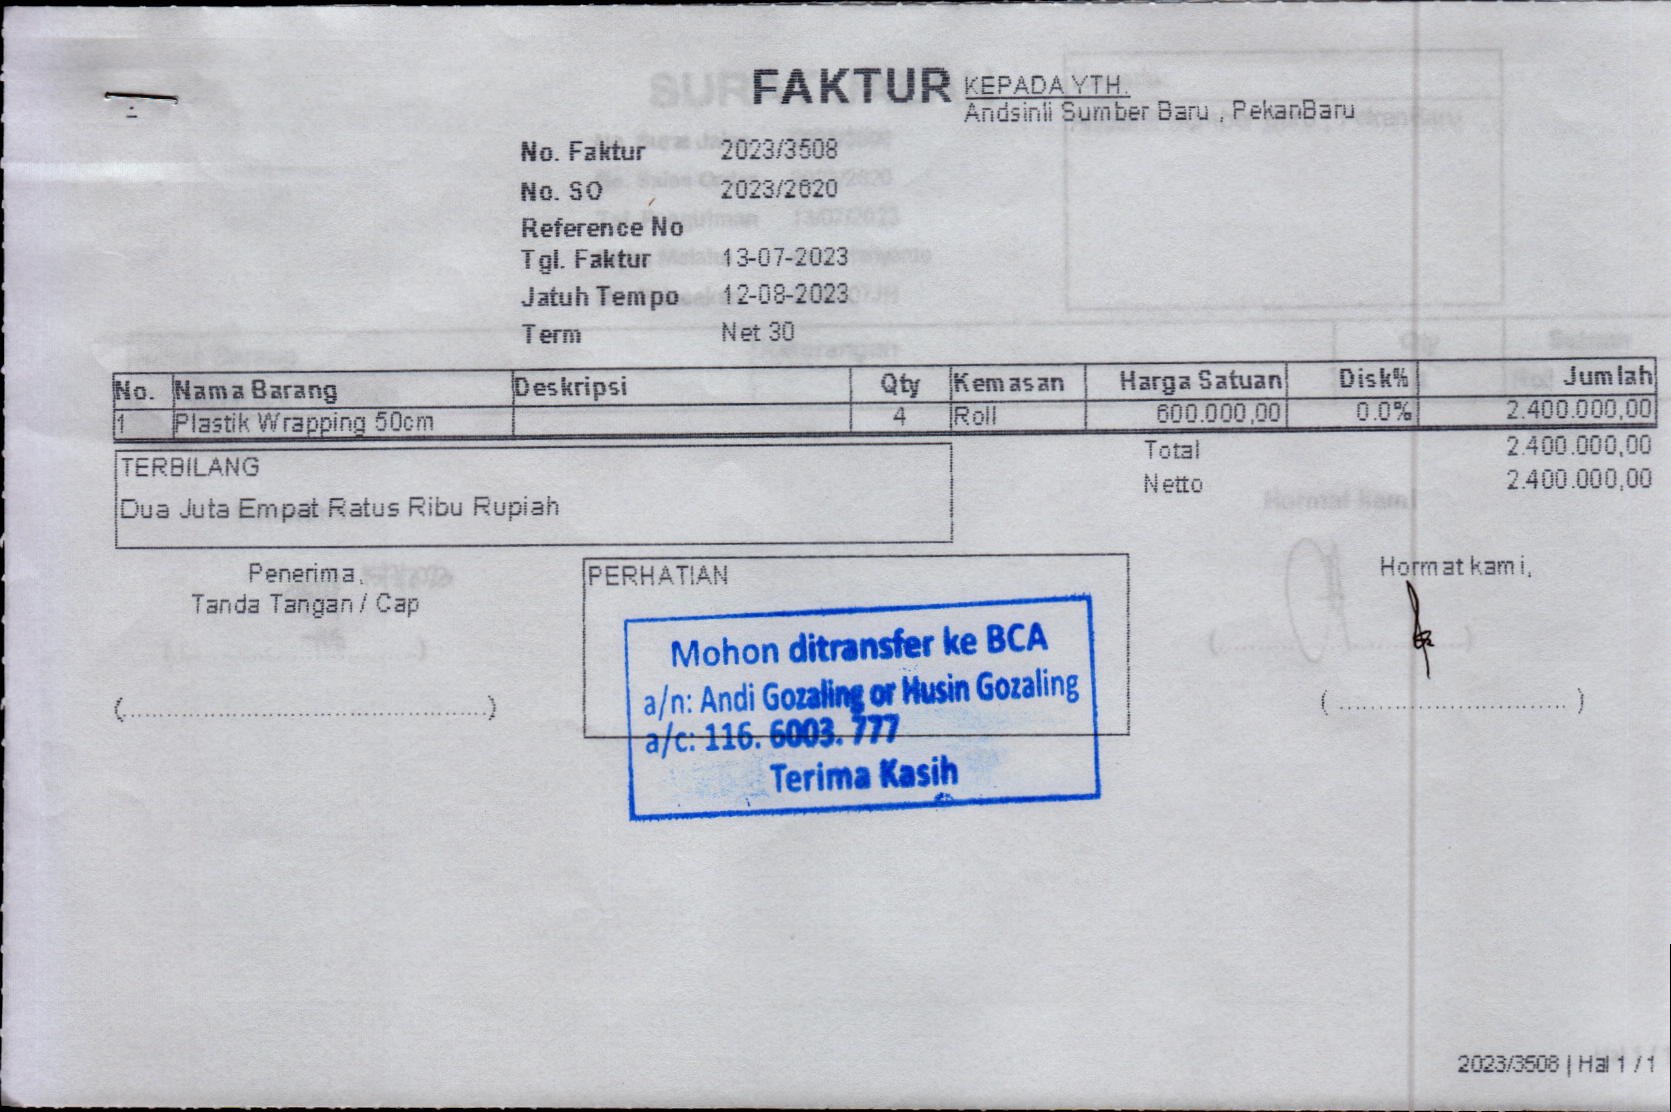 FAKTUR
KEPADA YTH.
Andsinli Sumber Baru , PekanBaru
No. Faktur 2023/3508
No. SO 2023/2620
Reference No
Tgl. Faktur 13-07-2023
Jatuh Tempo 12-08-2023
Term Net 30
No. Nama Barang Deskripsi Qty Kemasan Harga Satuan Disk% Jumlah
1 Plastik Wrapping 50cm 4 Roll 600.000,00 0.0% 2.400.000,00
Total 2.400.000,00
Netto 2.400.000,00
TERBILANG
Dua Juta Empat Ratus Ribu Rupiah
Penerima,
Tanda Tangan / Cap
(..........................................)
PERHATIAN
Mohon ditransfer ke BCA
a/n: Andi Gozaling or Husin Gozaling
a/c: 116. 6003. 777
Terima Kasih
Hormat kami,
(..........................)
2023/3508 | Hal 1 / 1